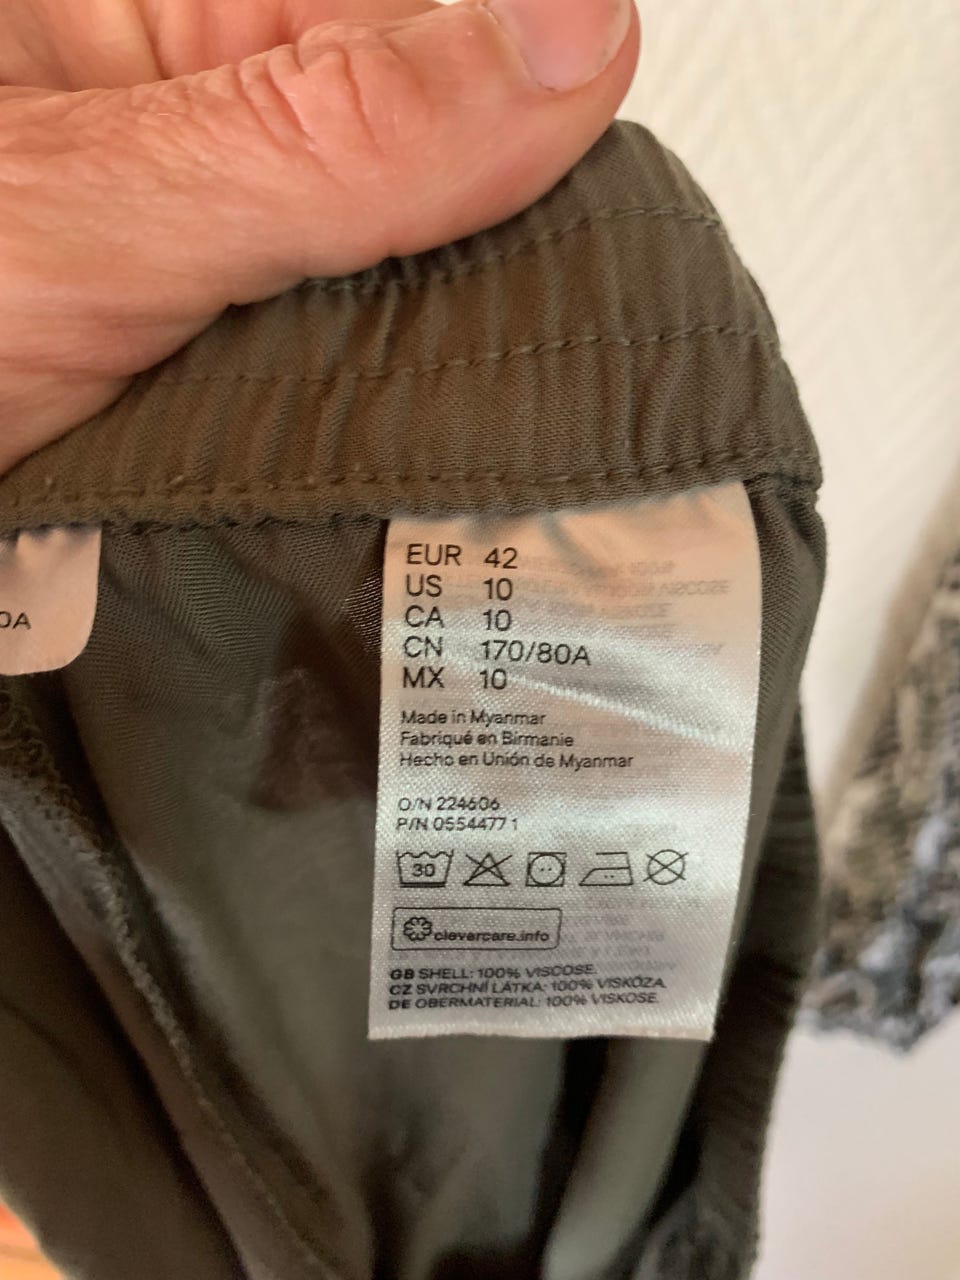 EUR 42
US 10
CA 10
CN 170/80A
MX 10
Made in Myanmar
Fabriqué en Birmanie
Hecho en Unión de Myanmar
O/N 224606
P/N 0554477 1
30
clevercare.info
GB SHELL: 100% VISCOSE.
CZ SVRCHNÍ LÁTKA: 100% VISKÓZA.
DE OBERMATERIAL: 100% VISKOSE.
0A